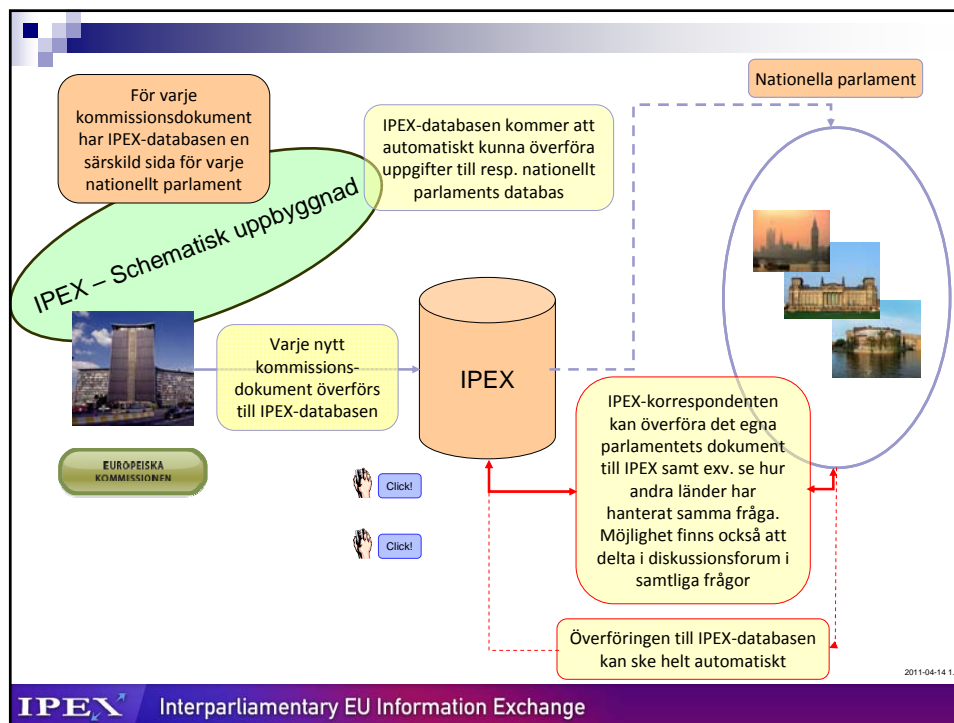 För varje
kommissionsdokument
har IPEX-databasen en
särskild sida för varje
nationellt parlament
IPEX-databasen kommer att
automatiskt kunna överföra
uppgifter till resp. nationellt
parlaments databas
Nationella parlament
IPEX – Schematisk uppbyggnad
Varje nytt
kommissions-
dokument överförs
till IPEX-databasen
IPEX
IPEX-korrespondenten
kan överföra det egna
parlamentets dokument
till IPEX samt exv. se hur
andra länder har
hanterat samma fråga.
Möjlighet finns också att
delta i diskussionsforum i
samtliga frågor
EUROPEISKA
KOMMISSIONEN
Click!
Click!
Överföringen till IPEX-databasen
kan ske helt automatiskt
2011-04-14 1.
IPEX Interparliamentary EU Information Exchange